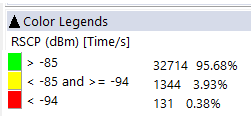 Color Legends
RSCP (dBm) [Time/s]
> -85 32714 95.68%
< -85 and >= -94 1344 3.93%
< -94 131 0.38%